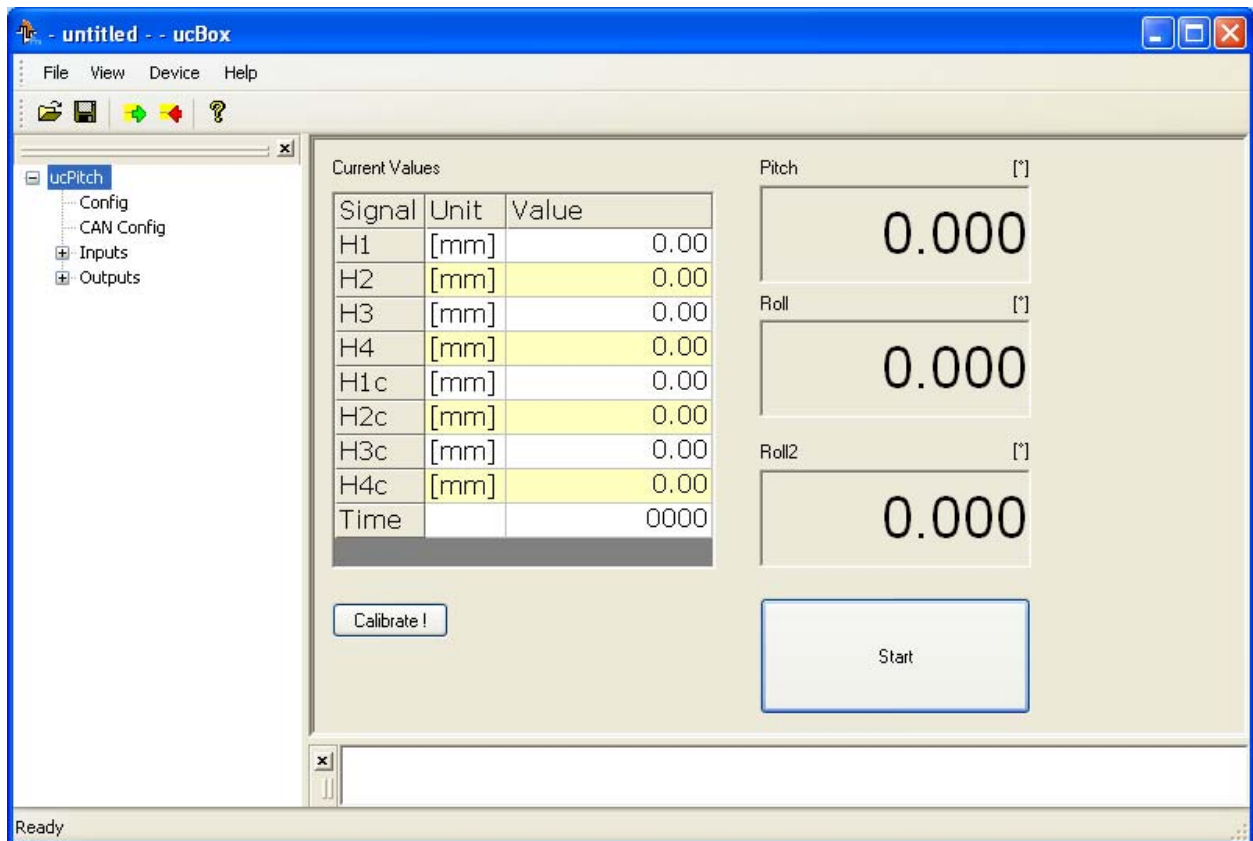 - untitled - - ucBox
File View Device Help
ucPitch
Config
CAN Config
Inputs
Outputs
Current Values
Signal Unit Value
H1 [mm] 0.00
H2 [mm] 0.00
H3 [mm] 0.00
H4 [mm] 0.00
H1c [mm] 0.00
H2c [mm] 0.00
H3c [mm] 0.00
H4c [mm] 0.00
Time 0000
Calibrate !
Pitch [°]
0.000
Roll [°]
0.000
Roll2 [°]
0.000
Start
Ready